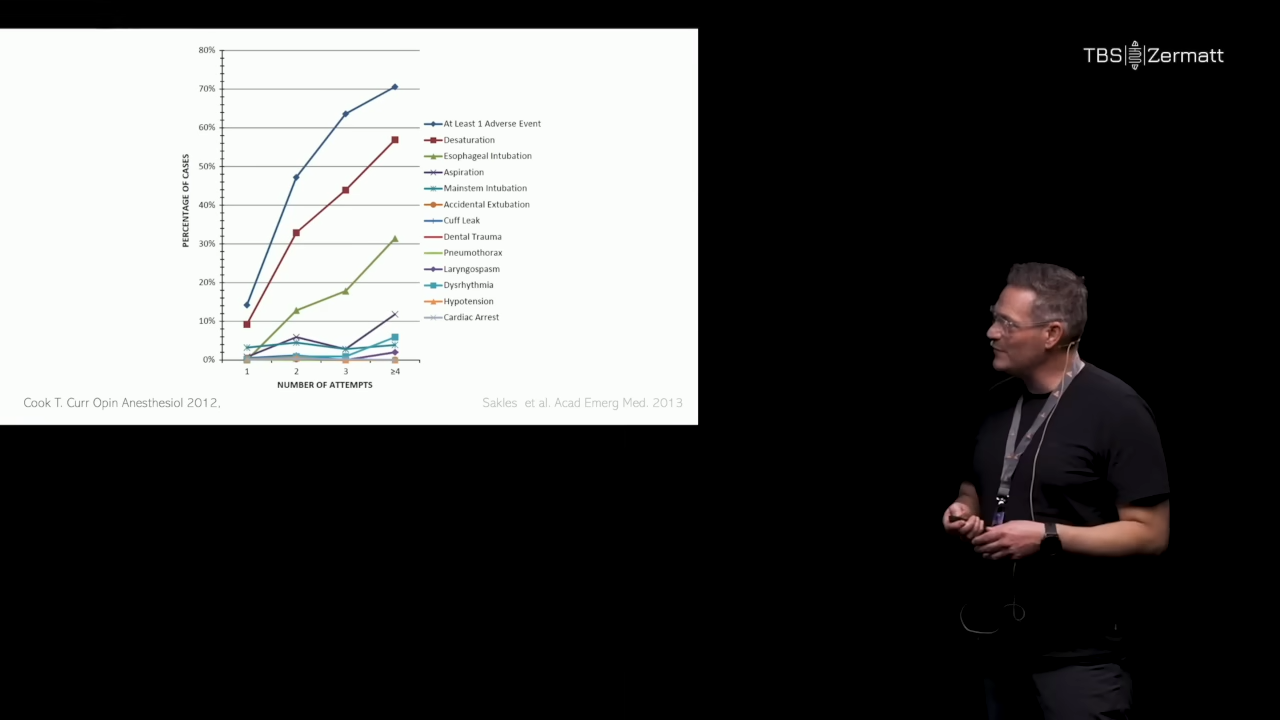 TBS Zermatt
80%
70%
60%
50%
40%
30%
20%
10%
0%
PERCENTAGE OF CASES
1 2 3 ≥4
NUMBER OF ATTEMPTS
At Least 1 Adverse Event
Desaturation
Esophageal Intubation
Aspiration
Mainstem Intubation
Accidental Extubation
Cuff Leak
Dental Trauma
Pneumothorax
Laryngospasm
Dysrhythmia
Hypotension
Cardiac Arrest
Cook T. Curr Opin Anesthesiol 2012,
Sakles et al. Acad Emerg Med. 2013